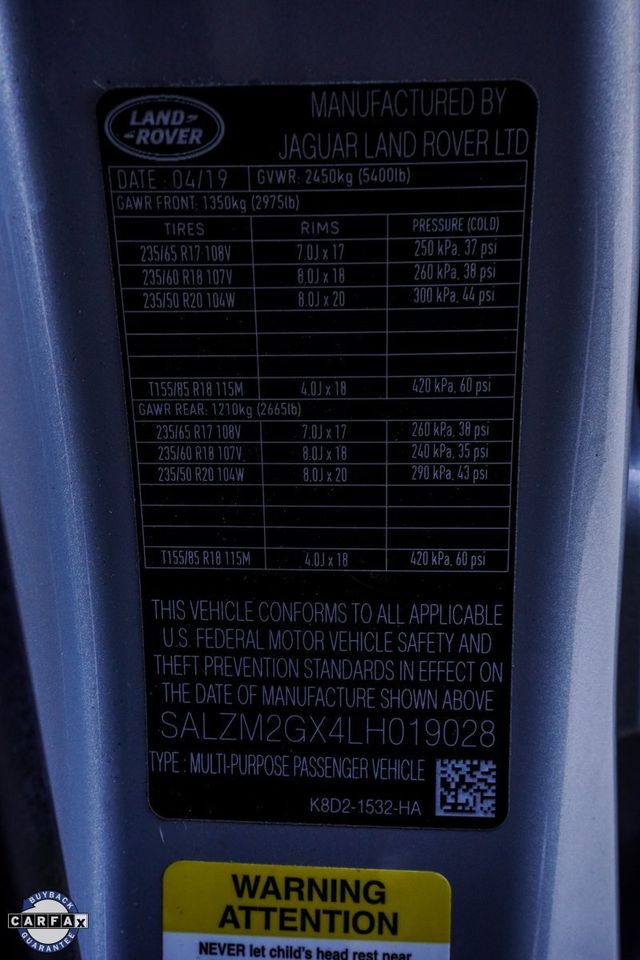 LAND ROVER
MANUFACTURED BY
JAGUAR LAND ROVER LTD
DATE : 04/19 GVWR: 2450kg (5400lb)
GAWR FRONT: 1350kg (2975lb)
TIRES RIMS PRESSURE (COLD)
235/65 R17 108V 7.0J x 17 250 kPa, 37 psi
235/60 R18 107V 8.0J x 18 260 kPa, 38 psi
235/50 R20 104W 8.0J x 20 300 kPa, 44 psi
T155/85 R18 115M 4.0J x 18 420 kPa, 60 psi
GAWR REAR: 1210kg (2665lb)
235/65 R17 108V 7.0J x 17 260 kPa, 38 psi
235/60 R18 107V 8.0J x 18 240 kPa, 35 psi
235/50 R20 104W 8.0J x 20 290 kPa, 43 psi
T155/85 R18 115M 4.0J x 18 420 kPa, 60 psi
THIS VEHICLE CONFORMS TO ALL APPLICABLE
U.S. FEDERAL MOTOR VEHICLE SAFETY AND
THEFT PREVENTION STANDARDS IN EFFECT ON
THE DATE OF MANUFACTURE SHOWN ABOVE
SALZM2GX4LH019028
TYPE : MULTI-PURPOSE PASSENGER VEHICLE
K8D2-1532-HA
WARNING
ATTENTION
NEVER let child's head rest near
BUYBACK
CARFAX
GUARANTEE